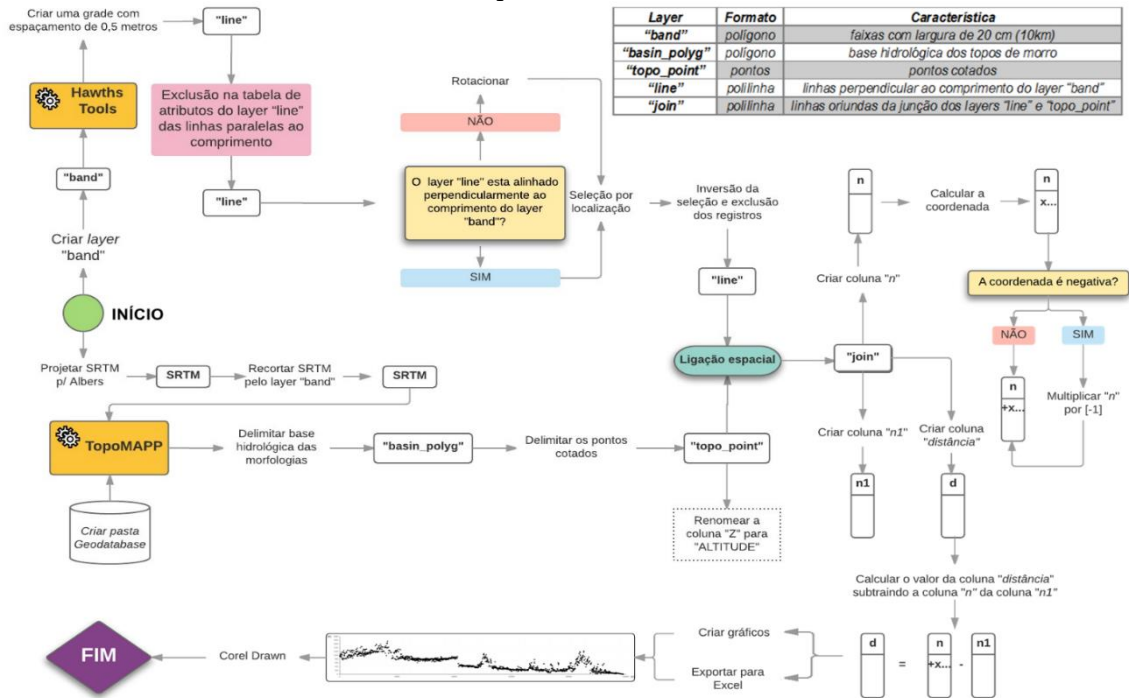 Criar uma grade com
espaçamento de 0,5 metros
"line"
Hawths
Tools
Exclusão na tabela de
atributos do layer "line"
das linhas paralelas ao
comprimento
"band"
"line"
Criar layer
"band"
INÍCIO
Rotacionar
NÃO
O layer "line" esta alinhado
perpendicularmente ao
comprimento do layer
"band"?
SIM
Seleção por
localização
Inversão da
seleção e exclusão
dos registros
"line"
Layer Formato Característica
"band" polígono faixas com largura de 20 cm (10km)
"basin_polyg" polígono base hidrológica dos topos de morro
"topo_point" pontos pontos cotados
"line" polilinha linhas perpendicular ao comprimento do layer "band"
"join" polilinha linhas oriundas da junção dos layers "line" e "topo_point"
n
Calcular a
coordenada
n
x...
Criar coluna "n"
A coordenada é negativa?
NÃO
SIM
n
+x...
Multiplicar "n"
por [-1]
Ligação espacial
"join"
Projetar SRTM
p/ Albers
SRTM
Recortar SRTM
pelo layer "band"
SRTM
TopoMAPP
Delimitar base
hidrológica das
morfologias
"basin_polyg"
Delimitar os pontos
cotados
"topo_point"
Criar coluna "n1"
Criar coluna
"distância"
n1
d
Criar pasta
Geodatabase
Renomear a
coluna "Z" para
"ALTITUDE"
Calcular o valor da coluna "distância"
subtraindo a coluna "n" da coluna "n1"
d
=
n
+x...
-
n1
Criar gráficos
Exportar para
Excel
Corel Drawn
FIM